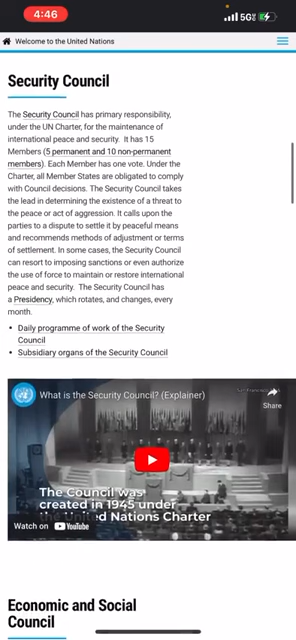 4:46
5G
Welcome to the United Nations
Security Council
The Security Council has primary responsibility,
under the UN Charter, for the maintenance of
international peace and security. It has 15
Members (5 permanent and 10 non-permanent
members). Each Member has one vote. Under the
Charter, all Member States are obligated to comply
with Council decisions. The Security Council takes
the lead in determining the existence of a threat to
the peace or act of aggression. It calls upon the
parties to a dispute to settle it by peaceful means
and recommends methods of adjustment or terms
of settlement. In some cases, the Security Council
can resort to imposing sanctions or even authorize
the use of force to maintain or restore international
peace and security. The Security Council has
a Presidency, which rotates, and changes, every
month.
• Daily programme of work of the Security
Council
• Subsidiary organs of the Security Council
What is the Security Council? (Explainer)
Share
The Council was
created in 1945 under
the United Nations Charter
Watch on YouTube
Economic and Social
Council